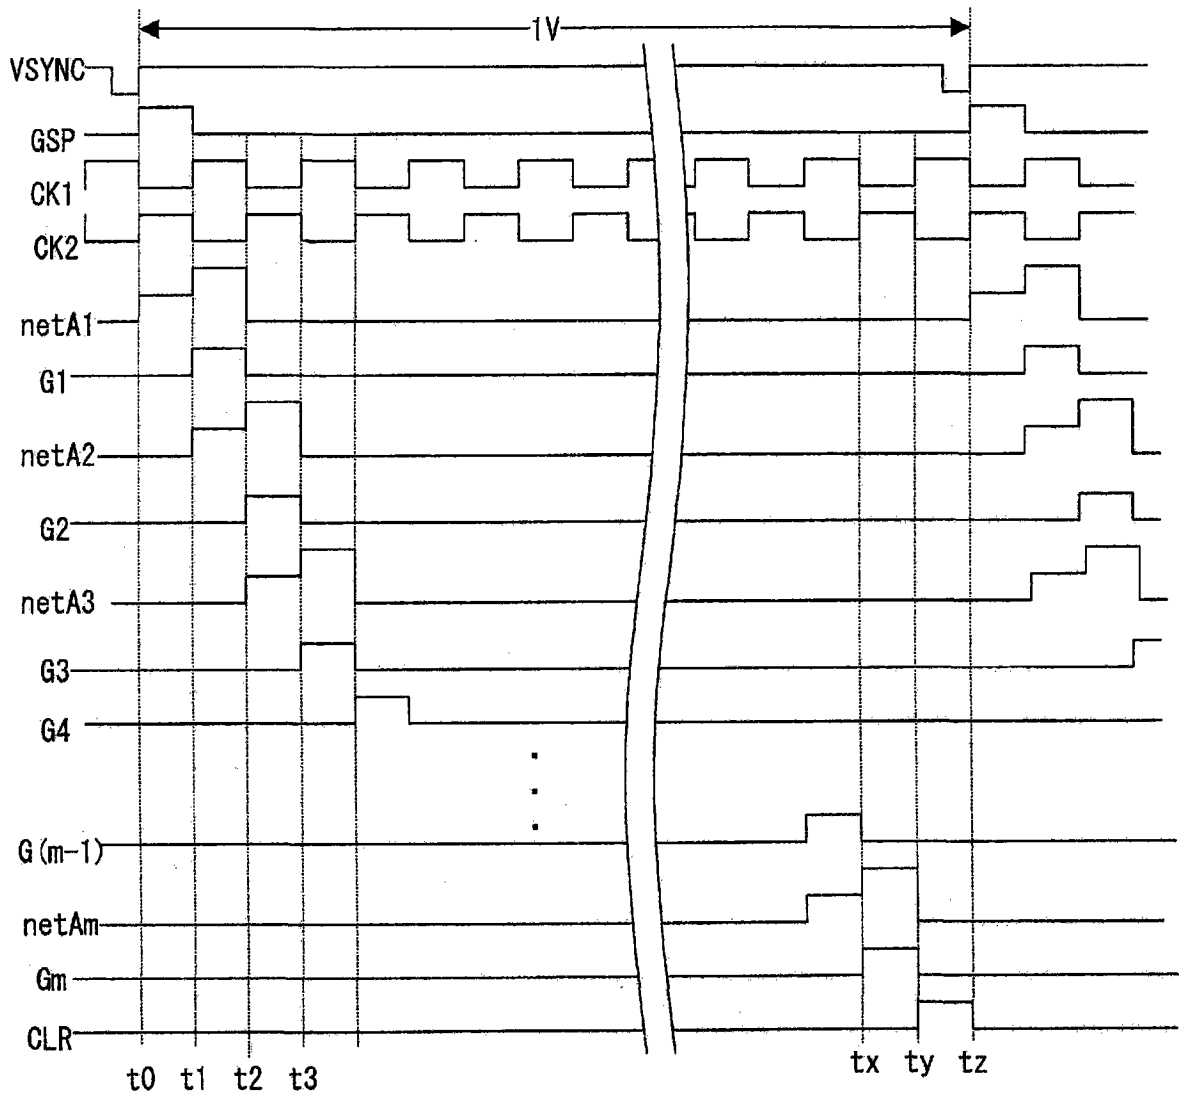 1V
VSYNC
GSP
CK1
CK2
netA1
G1
netA2
G2
netA3
G3
G4
G(m-1)
netAm
Gm
CLR
t0 t1 t2 t3 tx ty tz